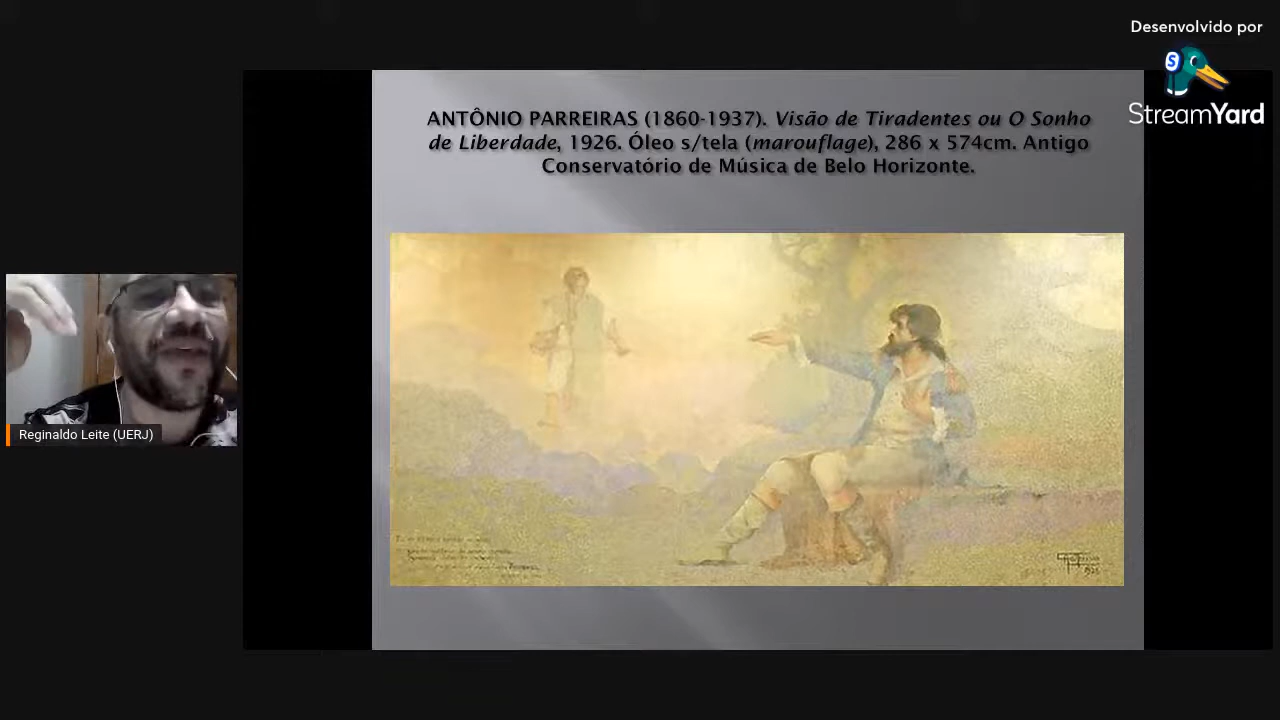 Desenvolvido por
StreamYard
ANTÔNIO PARREIRAS (1860-1937). Visão de Tiradentes ou O Sonho
de Liberdade, 1926. Óleo s/tela (marouflage), 286 x 574cm. Antigo
Conservatório de Música de Belo Horizonte.
Reginaldo Leite (UERJ)